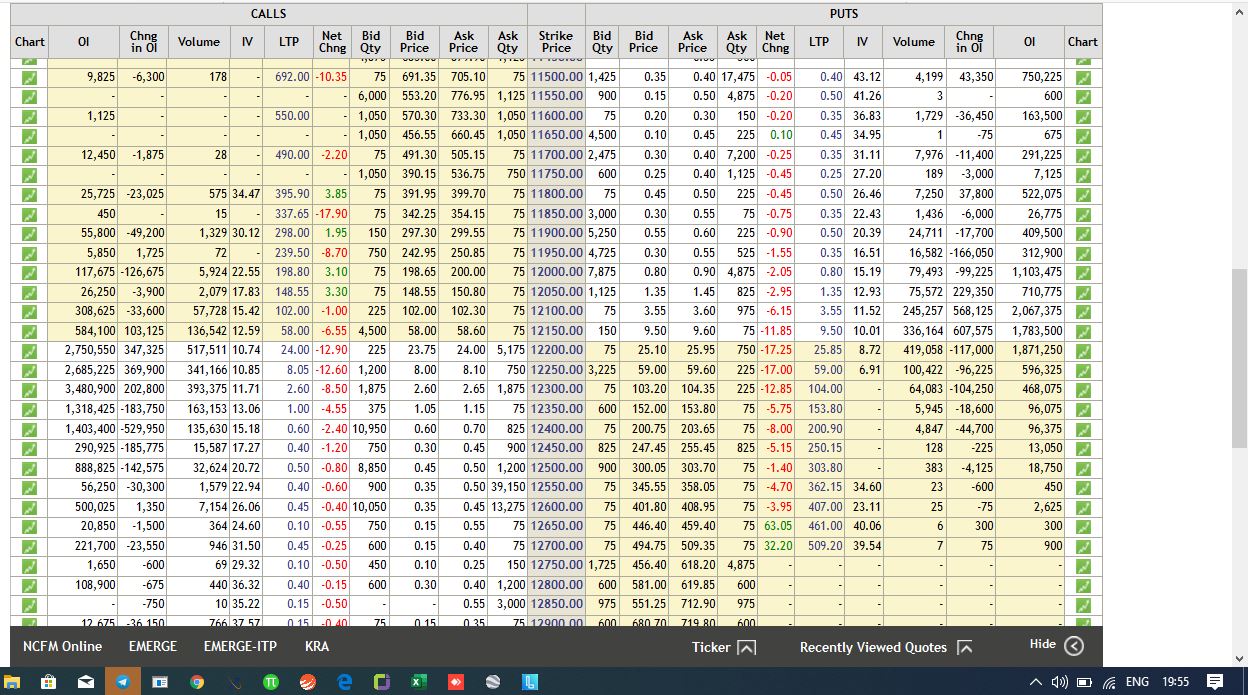 CALLS PUTS
Chart OI Chng in OI Volume IV LTP Net Chng Bid Qty Bid Price Ask Price Ask Qty Strike Price Bid Qty Bid Price Ask Price Ask Qty Net Chng LTP IV Volume Chng in OI OI Chart
9,825 -6,300 178 - 692.00 -10.35 75 691.35 705.10 75 11500.00 1,425 0.35 0.40 17,475 -0.05 0.40 43.12 4,199 43,350 750,225
- - - - - - 6,000 553.20 776.95 1,125 11550.00 900 0.15 0.50 4,875 -0.20 0.50 41.26 3 - 600
1,125 - - - 550.00 - 1,050 570.30 733.30 1,050 11600.00 75 0.20 0.30 150 -0.20 0.35 36.83 1,729 -36,450 163,500
- - - - - - 1,050 456.55 660.45 1,050 11650.00 4,500 0.10 0.45 225 0.10 0.45 34.95 1 -75 675
12,450 -1,875 28 - 490.00 -2.20 75 491.30 505.15 75 11700.00 2,475 0.30 0.40 7,200 -0.25 0.35 31.11 7,976 -11,400 291,225
- - - - - - 1,050 390.15 536.75 750 11750.00 600 0.25 0.40 1,125 -0.45 0.25 27.20 189 -3,000 7,125
25,725 -23,025 575 34.47 395.90 3.85 75 391.95 399.70 75 11800.00 75 0.45 0.50 225 -0.45 0.50 26.46 7,250 37,800 522,075
450 - 15 - 337.65 -17.90 75 342.25 354.15 75 11850.00 3,000 0.30 0.55 75 -0.75 0.35 22.43 1,436 -6,000 26,775
55,800 -49,200 1,329 30.12 298.00 1.95 150 297.30 299.55 75 11900.00 5,250 0.55 0.60 225 -0.90 0.50 20.39 24,711 -17,700 409,500
5,850 1,725 72 - 239.50 -8.70 750 242.95 250.85 75 11950.00 4,725 0.30 0.55 525 -1.55 0.35 16.51 16,582 -166,050 312,900
117,675 -126,675 5,924 22.55 198.80 3.10 75 198.65 200.00 75 12000.00 7,875 0.80 0.90 4,875 -2.05 0.80 15.19 79,493 -99,225 1,103,475
26,250 -3,900 2,079 17.83 148.55 3.30 75 148.55 150.80 75 12050.00 1,125 1.35 1.45 825 -2.95 1.35 12.93 75,572 229,350 710,775
308,625 -33,600 57,728 15.42 102.00 -1.00 225 102.00 102.30 75 12100.00 75 3.55 3.60 975 -6.15 3.55 11.52 245,257 568,125 2,067,375
584,100 103,125 136,542 12.59 58.00 -6.55 4,500 58.00 58.60 75 12150.00 150 9.50 9.60 75 -11.85 9.50 10.01 336,164 607,575 1,783,500
2,750,550 347,325 517,511 10.74 24.00 -12.90 225 23.75 24.00 5,175 12200.00 75 25.10 25.95 750 -17.25 25.85 8.72 419,058 -117,000 1,871,250
2,685,225 369,900 341,166 10.85 8.05 -12.60 1,200 8.00 8.10 750 12250.00 3,225 59.00 59.60 225 -17.00 59.00 6.91 100,422 -96,225 596,325
3,480,900 202,800 393,375 11.71 2.60 -8.50 1,875 2.60 2.65 1,875 12300.00 75 103.20 104.35 225 -12.85 104.00 - 64,083 -104,250 468,075
1,318,425 -183,750 163,153 13.06 1.00 -4.55 375 1.05 1.15 75 12350.00 600 152.00 153.80 75 -5.75 153.80 - 5,945 -18,600 96,075
1,403,400 -529,950 135,630 15.18 0.60 -2.40 10,950 0.60 0.70 825 12400.00 75 200.75 203.65 75 -8.00 200.90 - 4,847 -44,700 96,375
290,925 -185,775 15,587 17.27 0.40 -1.20 750 0.30 0.45 900 12450.00 825 247.45 255.45 825 -5.15 250.15 - 128 -225 13,050
888,825 -142,575 32,624 20.72 0.50 -0.80 8,850 0.45 0.50 1,200 12500.00 900 300.05 303.70 75 -1.40 303.80 - 383 -4,125 18,750
56,250 -30,300 1,579 22.94 0.40 -0.60 900 0.35 0.50 39,150 12550.00 75 345.55 358.05 75 -4.70 362.15 34.60 23 -600 450
500,025 1,350 7,154 26.06 0.45 -0.40 10,050 0.35 0.45 13,275 12600.00 75 401.80 408.95 75 -3.95 407.00 23.11 25 -75 2,625
20,850 -1,500 364 24.60 0.10 -0.55 750 0.15 0.55 75 12650.00 75 446.40 459.40 75 63.05 461.00 40.06 6 300 300
221,700 -23,550 946 31.50 0.45 -0.25 600 0.15 0.40 75 12700.00 75 494.75 509.35 75 32.20 509.20 39.54 7 75 900
1,650 -600 69 29.32 0.10 -0.50 450 0.10 0.25 150 12750.00 1,725 456.40 618.20 4,875 - - - - - -
108,900 -675 440 36.32 0.40 -0.15 600 0.30 0.40 1,200 12800.00 600 581.00 619.85 600 - - - - - -
- -750 10 35.22 0.15 -0.50 - - 0.55 3,000 12850.00 975 551.25 712.90 975 - - - - - -
12,675 -36,150 766 37.57 0.15 -0.40 75 0.15 0.35 75 12900.00 600 680.70 719.80 600
NCFM Online EMERGE EMERGE-ITP KRA Ticker Recently Viewed Quotes Hide
ENG 19:55